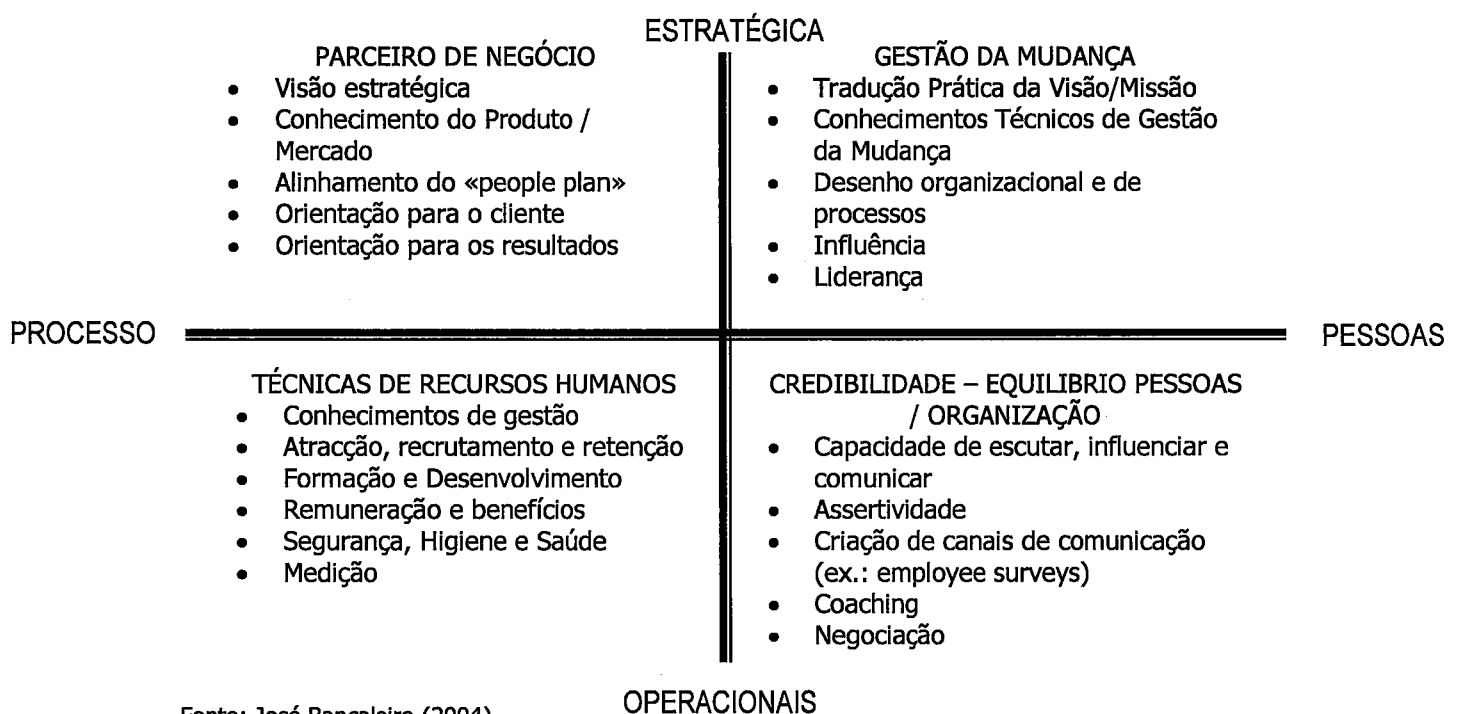 ESTRATÉGICA
PARCEIRO DE NEGÓCIO
• Visão estratégica
• Conhecimento do Produto /
Mercado
• Alinhamento do «people plan»
• Orientação para o cliente
• Orientação para os resultados
GESTÃO DA MUDANÇA
• Tradução Prática da Visão/Missão
• Conhecimentos Técnicos de Gestão
da Mudança
• Desenho organizacional e de
processos
• Influência
• Liderança
PROCESSO
PESSOAS
TÉCNICAS DE RECURSOS HUMANOS
• Conhecimentos de gestão
• Atracção, recrutamento e retenção
• Formação e Desenvolvimento
• Remuneração e benefícios
• Segurança, Higiene e Saúde
• Medição
CREDIBILIDADE – EQUILIBRIO PESSOAS
/ ORGANIZAÇÃO
• Capacidade de escutar, influenciar e
comunicar
• Assertividade
• Criação de canais de comunicação
(ex.: employee surveys)
• Coaching
• Negociação
OPERACIONAIS
Fonte: José Bancaleiro (2004)